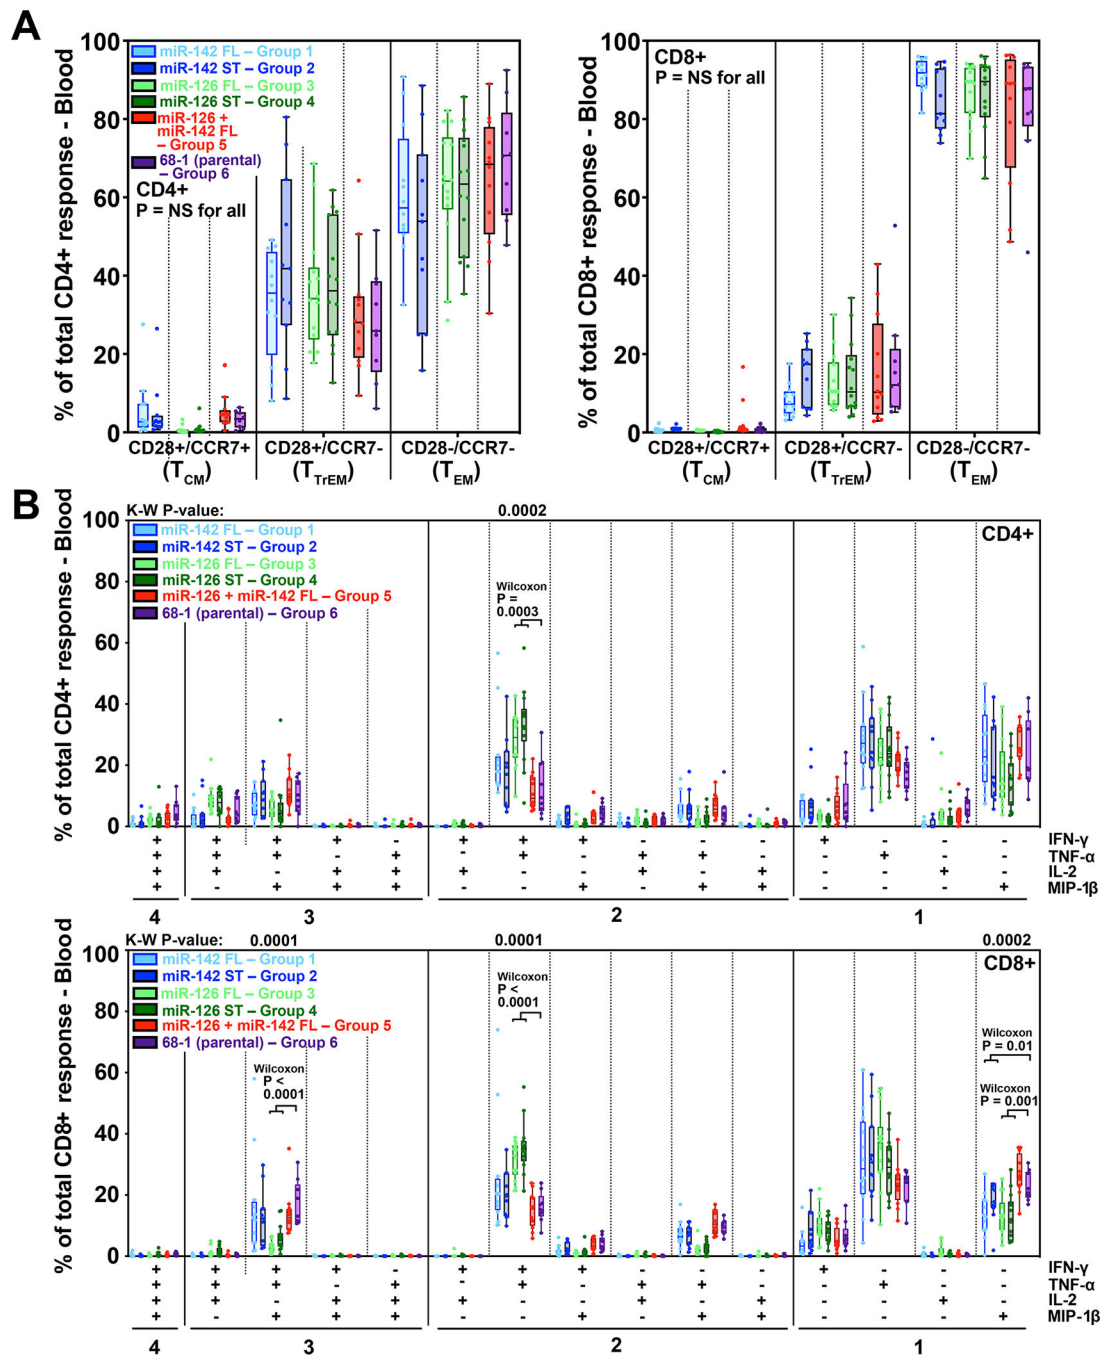 A
% of total CD4+ response - Blood
100
80
60
40
20
0
miR-142 FL – Group 1
miR-142 ST – Group 2
miR-126 FL – Group 3
miR-126 ST – Group 4
miR-126 +
miR-142 FL
– Group 5
68-1 (parental)
– Group 6
CD4+
P = NS for all
CD28+/CCR7+
(TCM)
CD28+/CCR7-
(TTrEM)
CD28-/CCR7-
(TEM)
% of total CD8+ response - Blood
100
80
60
40
20
0
CD8+
P = NS for all
CD28+/CCR7+
(TCM)
CD28+/CCR7-
(TTrEM)
CD28-/CCR7-
(TEM)
B
K-W P-value: 0.0002
% of total CD4+ response - Blood
100
80
60
40
20
0
miR-142 FL – Group 1
miR-142 ST – Group 2
miR-126 FL – Group 3
miR-126 ST – Group 4
miR-126 + miR-142 FL – Group 5
68-1 (parental) – Group 6
CD4+
Wilcoxon
P =
0.0003
+ + + + - + + + - - - + - - - IFN-γ
+ + + - + - + - + + - - + - - TNF-α
+ + - + + + - - + - + - - + - IL-2
+ - + + + - - + - + + - - - + MIP-1β
4 3 2 1
K-W P-value: 0.0001 0.0001 0.0002
% of total CD8+ response - Blood
100
80
60
40
20
0
miR-142 FL – Group 1
miR-142 ST – Group 2
miR-126 FL – Group 3
miR-126 ST – Group 4
miR-126 + miR-142 FL – Group 5
68-1 (parental) – Group 6
CD8+
Wilcoxon
P <
0.0001
Wilcoxon
P <
0.0001
Wilcoxon
P = 0.01
Wilcoxon
P = 0.001
+ + + + - + + + - - - + - - - IFN-γ
+ + + - + - + - + + - - + - - TNF-α
+ + - + + + - - + - + - - + - IL-2
+ - + + + - - + - + + - - - + MIP-1β
4 3 2 1